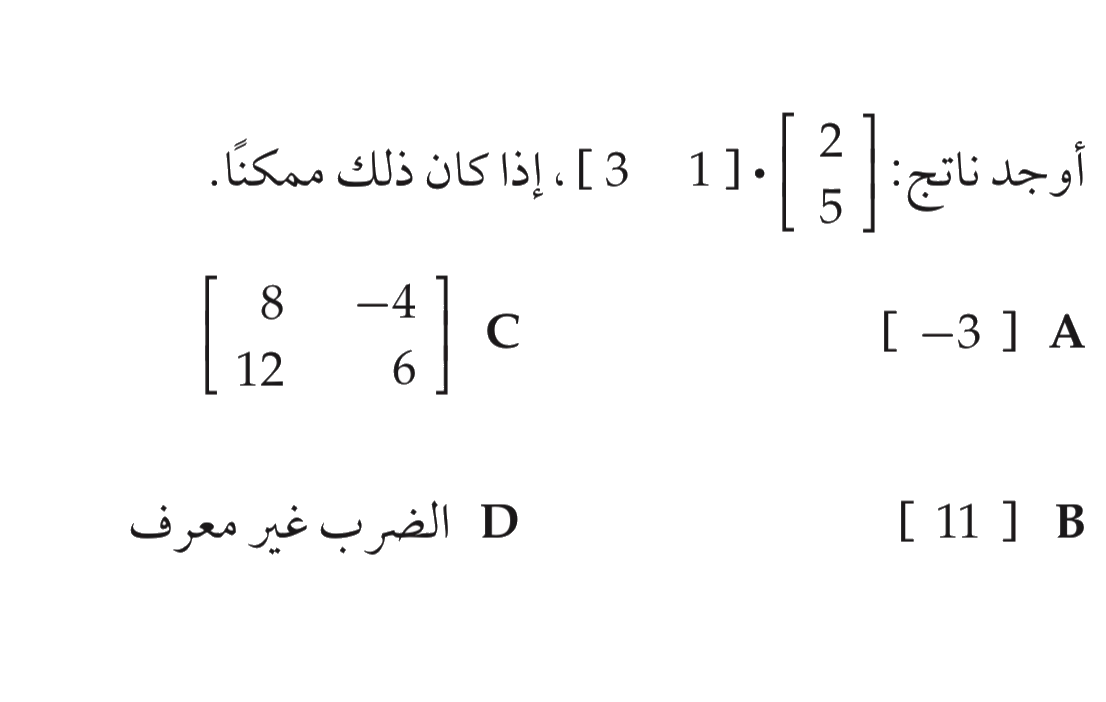 أوجد ناتج: [3 1] · [2 5]، إذا كان ذلك ممكنًا.
A [ −3 ]
C [8 −4 12 6]
B [ 11 ]
D الضرب غير معرف